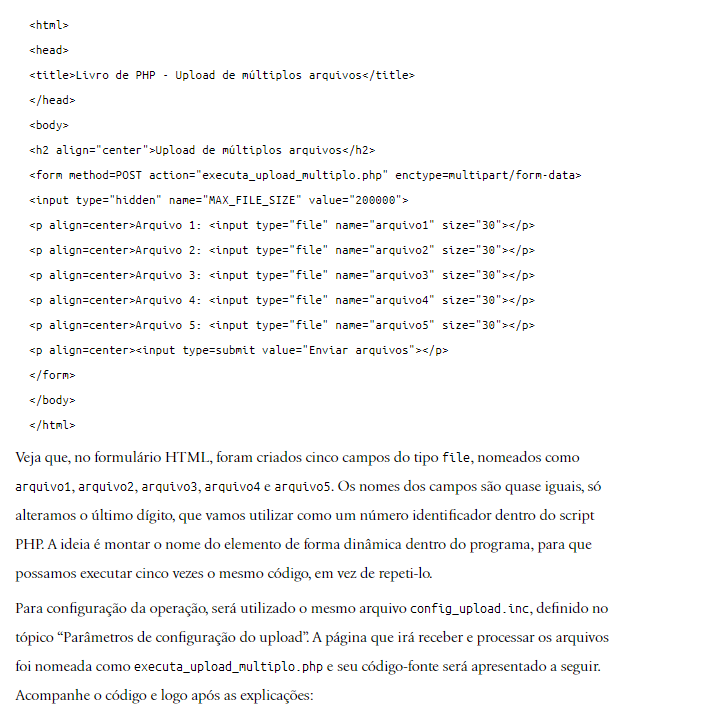 <html>
<head>
<title>Livro de PHP - Upload de múltiplos arquivos</title>
</head>
<body>
<h2 align="center">Upload de múltiplos arquivos</h2>
<form method=POST action="executa_upload_multiplo.php" enctype=multipart/form-data>
<input type="hidden" name="MAX_FILE_SIZE" value="200000">
<p align=center>Arquivo 1: <input type="file" name="arquivo1" size="30"></p>
<p align=center>Arquivo 2: <input type="file" name="arquivo2" size="30"></p>
<p align=center>Arquivo 3: <input type="file" name="arquivo3" size="30"></p>
<p align=center>Arquivo 4: <input type="file" name="arquivo4" size="30"></p>
<p align=center>Arquivo 5: <input type="file" name="arquivo5" size="30"></p>
<p align=center><input type=submit value="Enviar arquivos"></p>
</form>
</body>
</html>
Veja que, no formulário HTML, foram criados cinco campos do tipo file, nomeados como
arquivo1, arquivo2, arquivo3, arquivo4 e arquivo5. Os nomes dos campos são quase iguais, só
alteramos o último dígito, que vamos utilizar como um número identificador dentro do script
PHP. A ideia é montar o nome do elemento de forma dinâmica dentro do programa, para que
possamos executar cinco vezes o mesmo código, em vez de repeti-lo.
Para configuração da operação, será utilizado o mesmo arquivo config_upload.inc, definido no
tópico “Parâmetros de configuração do upload”. A página que irá receber e processar os arquivos
foi nomeada como executa_upload_multiplo.php e seu código-fonte será apresentado a seguir.
Acompanhe o código e logo após as explicações: